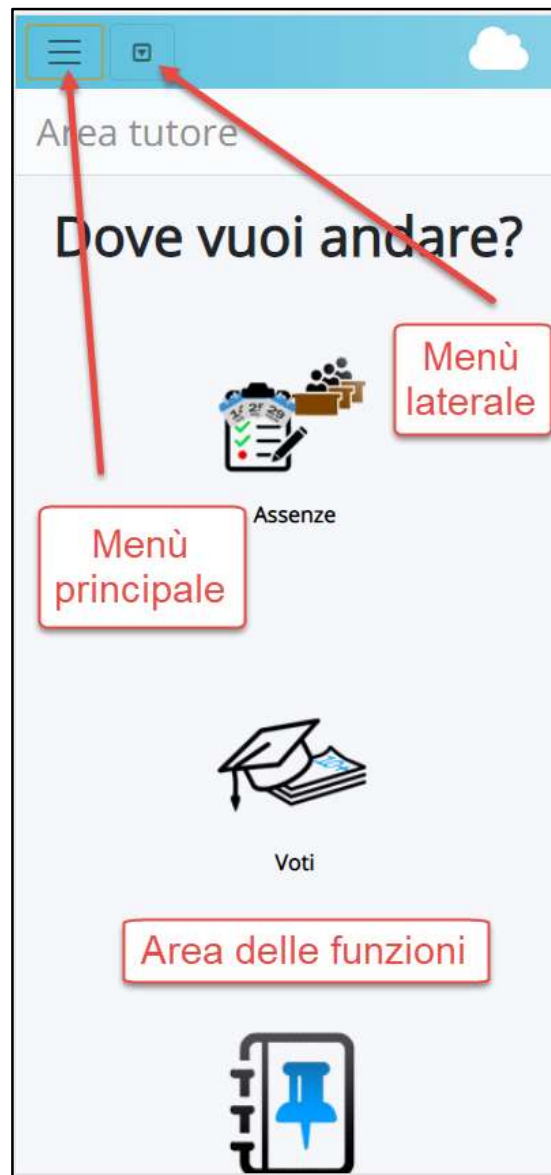 Area tutore
Dove vuoi andare?
Menù
laterale
Assenze
Menù
principale
Voti
Area delle funzioni